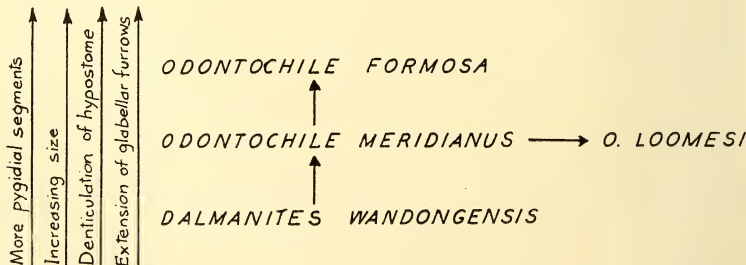 More pygidial segments
Increasing size
Denticulation of hypostome
Extension of glabellar furrows
ODONTOCHILE FORMOSA
ODONTOCHILE MERIDIANUS → O. LOOMESI
DALMANITES WANDONGENSIS